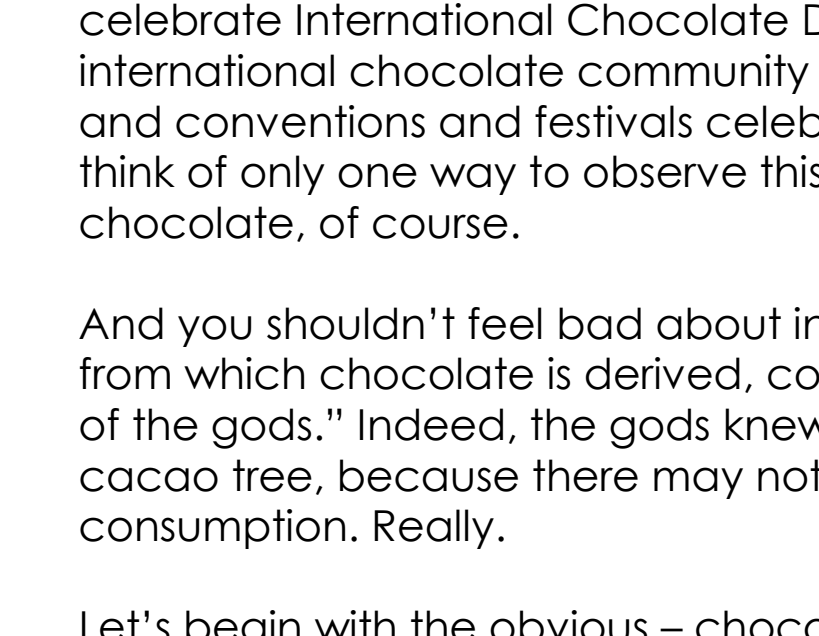 celebrate International Chocolate D
international chocolate community
and conventions and festivals celeb
think of only one way to observe this
chocolate, of course.
And you shouldn’t feel bad about in
from which chocolate is derived, co
of the gods.” Indeed, the gods knew
cacao tree, because there may not
consumption. Really.
Let’s begin with the obvious – choco